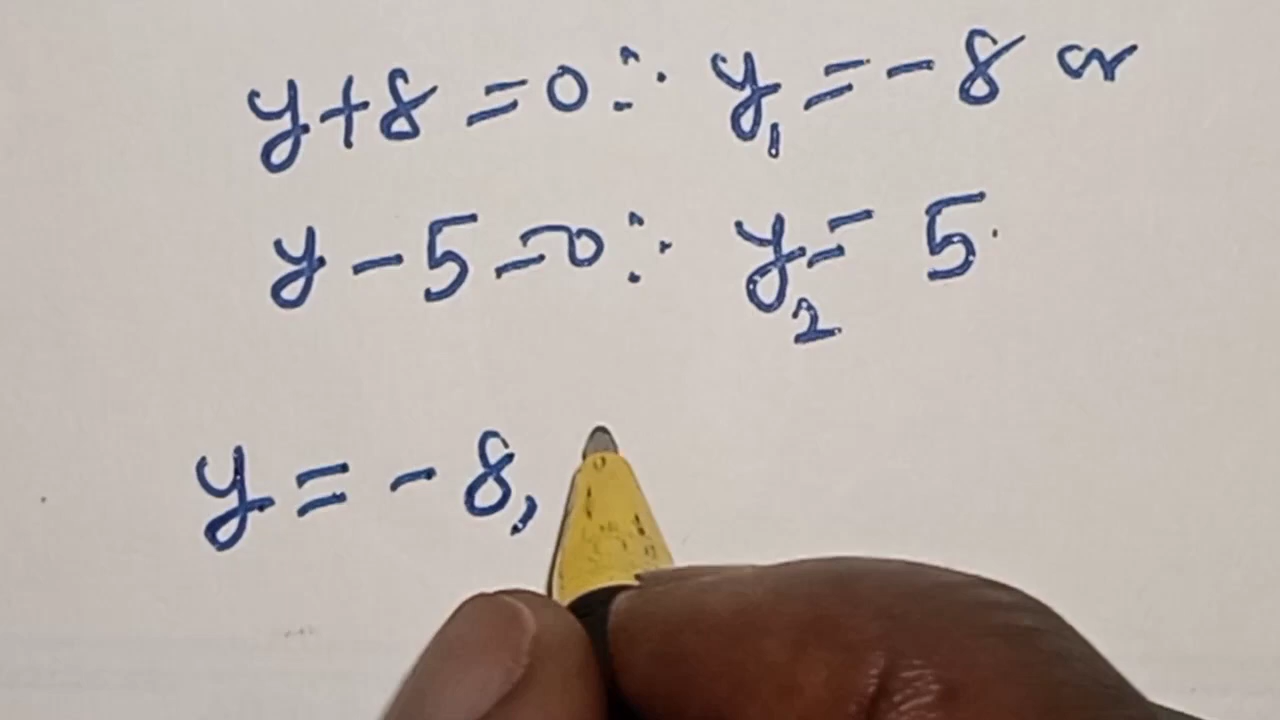 y+8=0∴ y₁=-8 or
y-5=0∴ y₂=5.
y=-8,